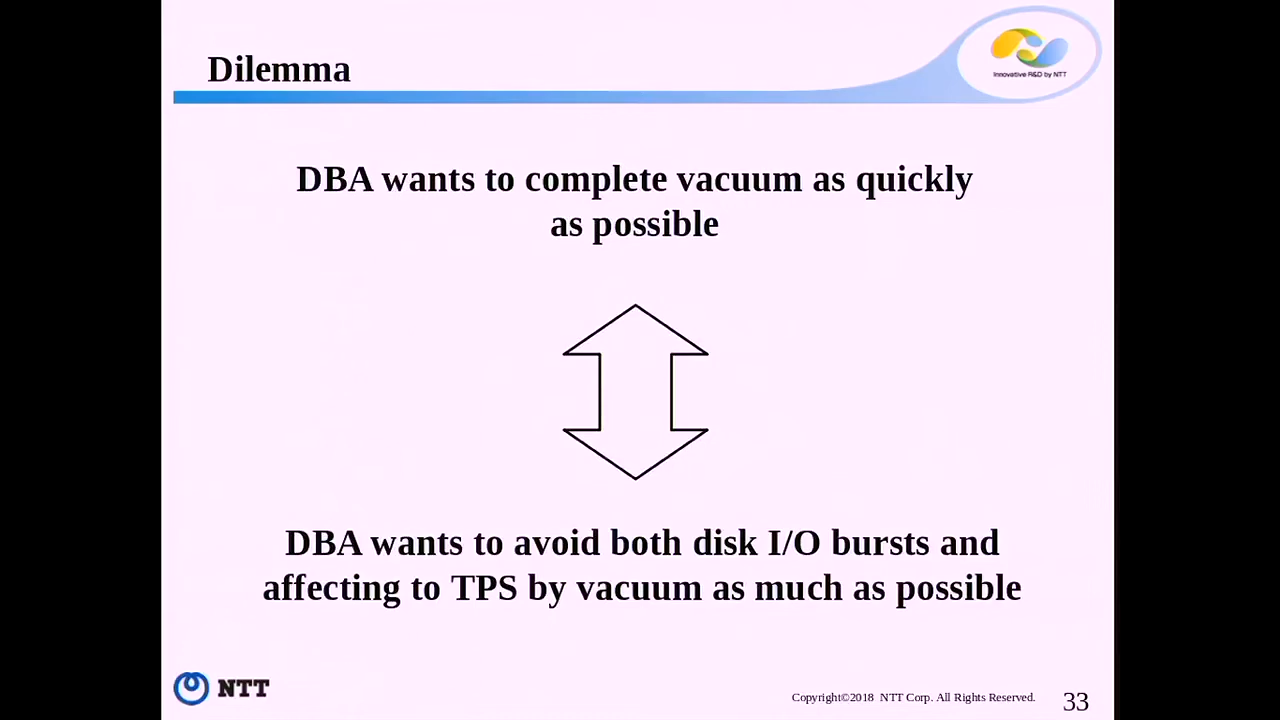 Dilemma
Innovative R&D by NTT
DBA wants to complete vacuum as quickly
as possible
DBA wants to avoid both disk I/O bursts and
affecting to TPS by vacuum as much as possible
NTT
Copyright©2018 NTT Corp. All Rights Reserved.
33